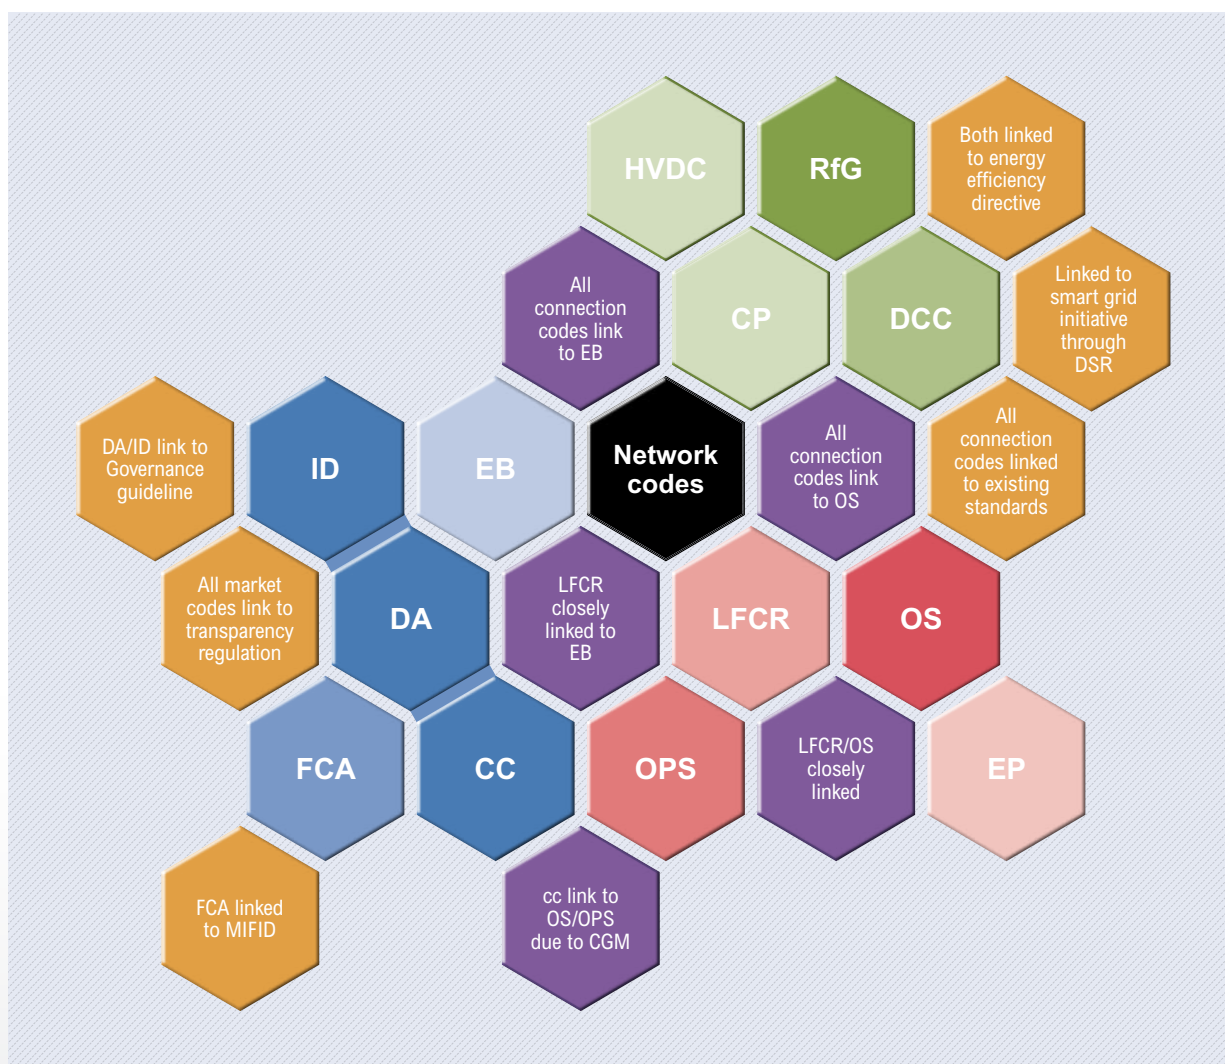 HVDC
RfG
Both linked
to energy
efficiency
directive
All
connection
codes link
to EB
CP
DCC
Linked to
smart grid
initiative
through
DSR
DA/ID link to
Governance
guideline
ID
EB
Network
codes
All
connection
codes link
to OS
All
connection
codes linked
to existing
standards
All market
codes link to
transparency
regulation
DA
LFCR
closely
linked to
EB
LFCR
OS
FCA
CC
OPS
LFCR/OS
closely
linked
EP
FCA linked
to MIFID
cc link to
OS/OPS
due to CGM